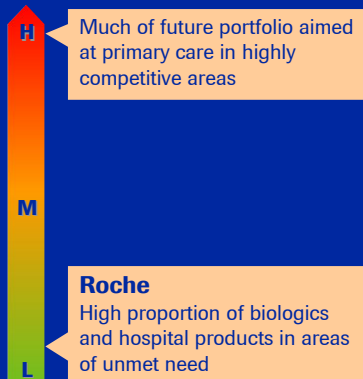 H
Much of future portfolio aimed
at primary care in highly
competitive areas
M
Roche
High proportion of biologics
and hospital products in areas
of unmet need
L